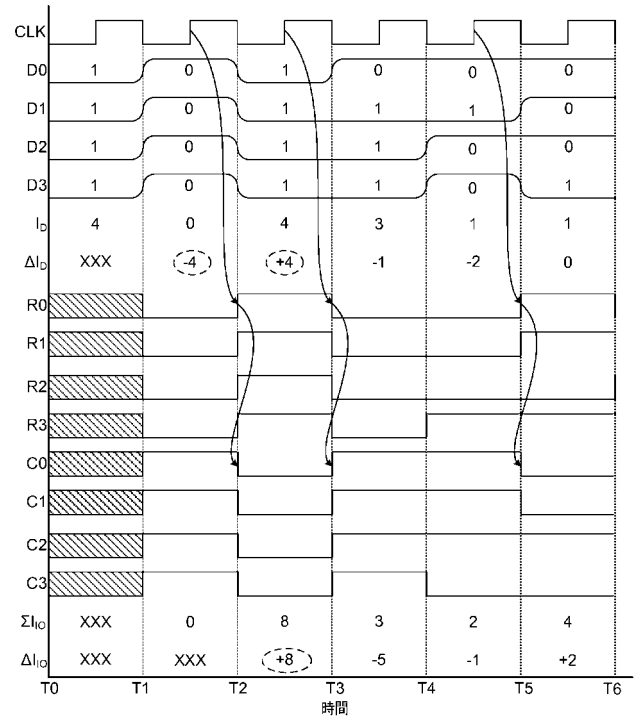 CLK
D0 1 0 1 0 0 0
D1 1 0 1 1 1 0
D2 1 0 1 1 0 0
D3 1 0 1 1 0 1
ID 4 0 4 3 1 1
ΔID XXX -4 +4 -1 -2 0
R0
R1
R2
R3
C0
C1
C2
C3
ΣIIO XXX 0 8 3 2 4
ΔIIO XXX XXX +8 -5 -1 +2
T0 T1 T2 T3 T4 T5 T6
時間